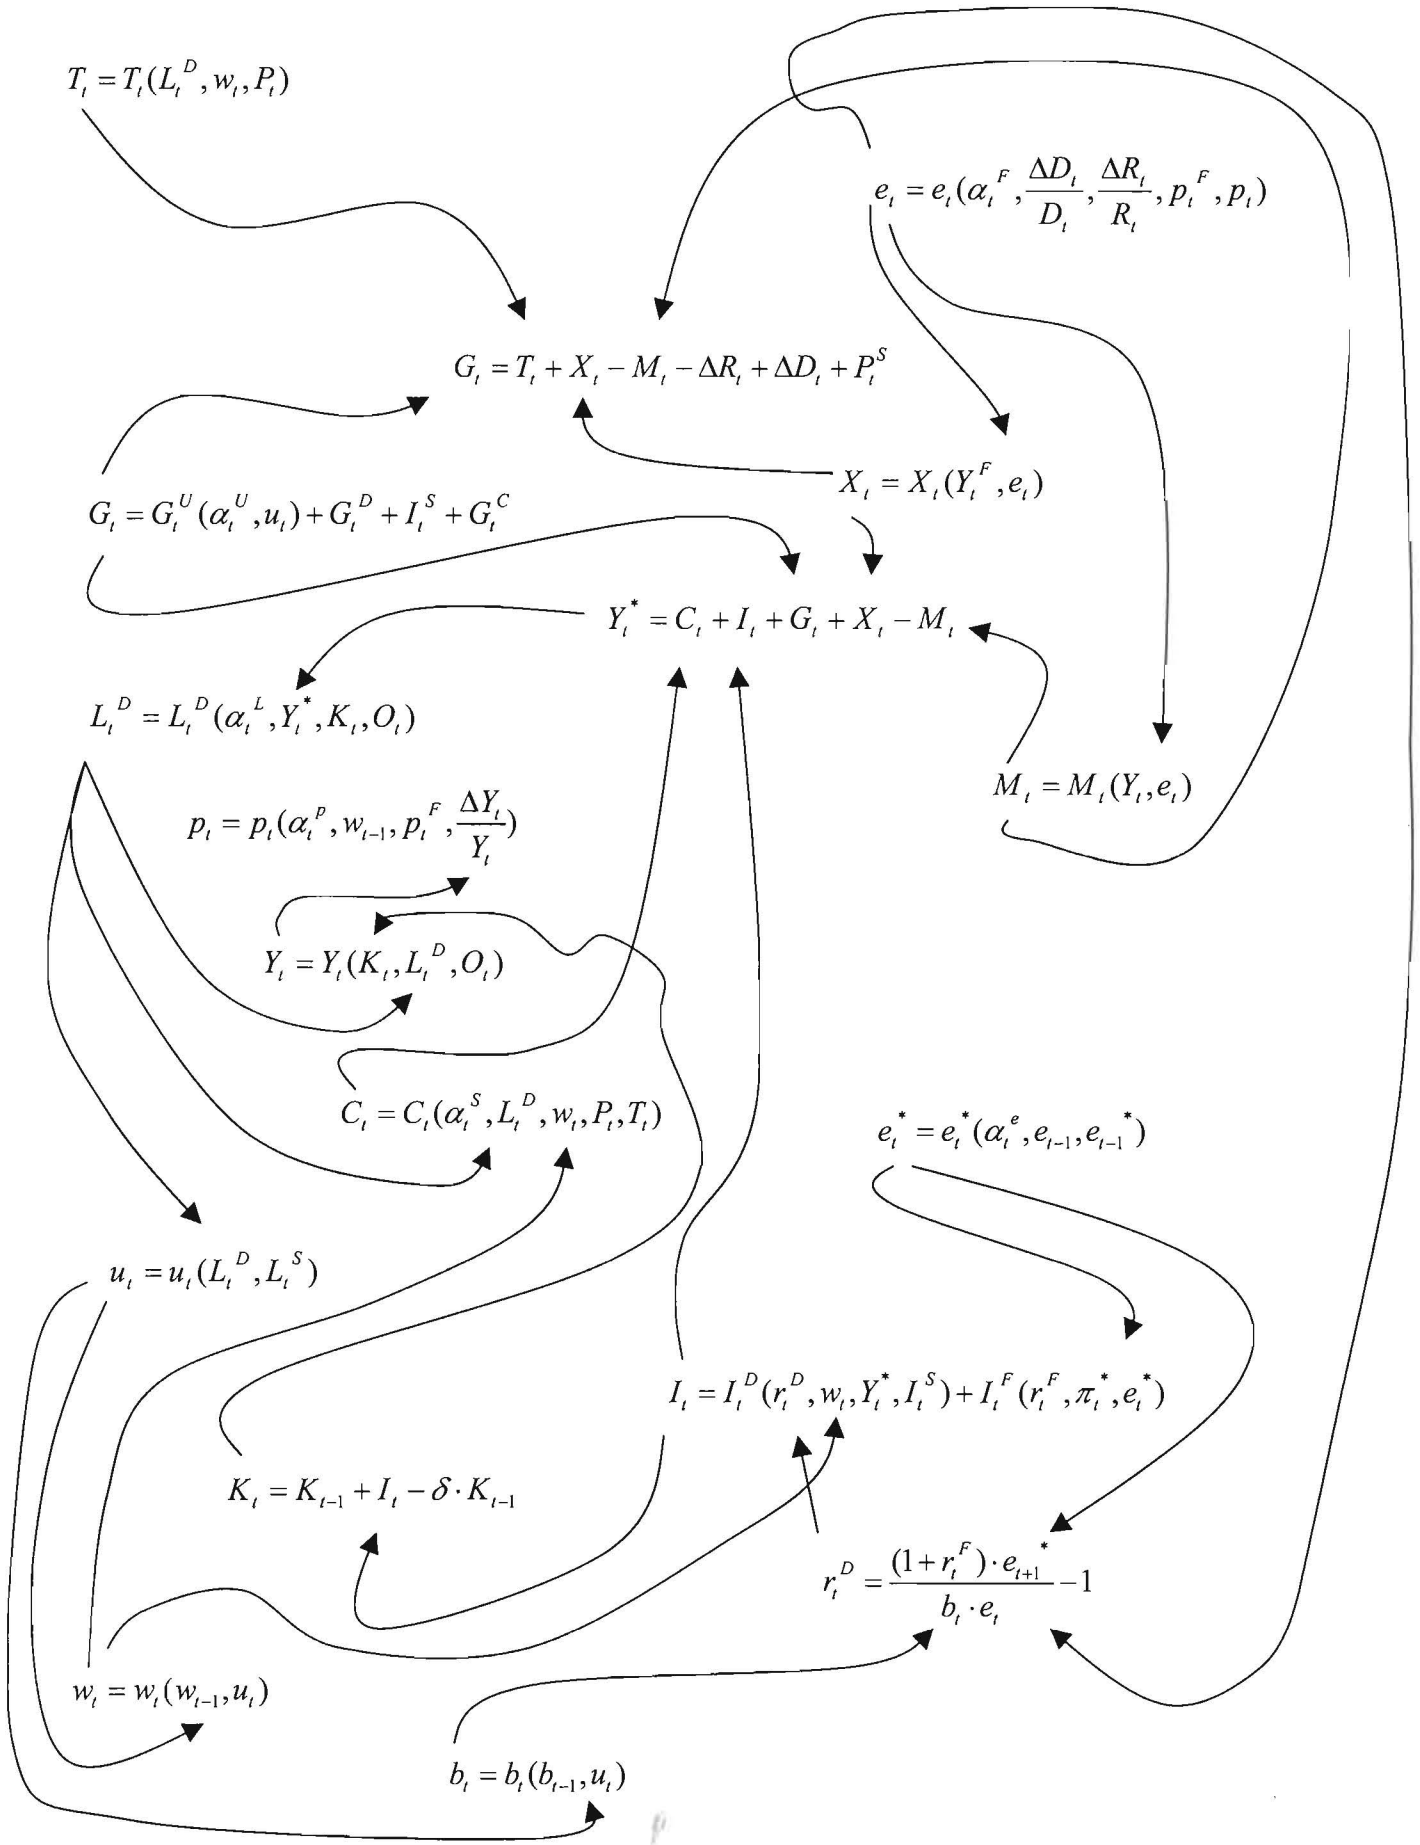 T_t = T_t(L_t^D, w_t, P_t)
e_t = e_t(α_t^F, ΔD_t/D_t, ΔR_t/R_t, p_t^F, p_t)
G_t = T_t + X_t − M_t − ΔR_t + ΔD_t + P_t^S
X_t = X_t(Y_t^F, e_t)
G_t = G_t^U(α_t^U, u_t) + G_t^D + I_t^S + G_t^C
Y_t^* = C_t + I_t + G_t + X_t − M_t
L_t^D = L_t^D(α_t^L, Y_t^*, K_t, O_t)
M_t = M_t(Y_t, e_t)
p_t = p_t(α_t^p, w_{t−1}, p_t^F, ΔY_t/Y_t)
Y_t = Y_t(K_t, L_t^D, O_t)
C_t = C_t(α_t^S, L_t^D, w_t, P_t, T_t)
e_t^* = e_t^*(α_t^e, e_{t−1}, e_{t−1}^*)
u_t = u_t(L_t^D, L_t^S)
I_t = I_t^D(r_t^D, w_t, Y_t^*, I_t^S) + I_t^F(r_t^F, π_t^*, e_t^*)
K_t = K_{t−1} + I_t − δ · K_{t−1}
r_t^D = (1 + r_t^F) · e_{t+1}^* / b_t · e_t − 1
w_t = w_t(w_{t−1}, u_t)
b_t = b_t(b_{t−1}, u_t)